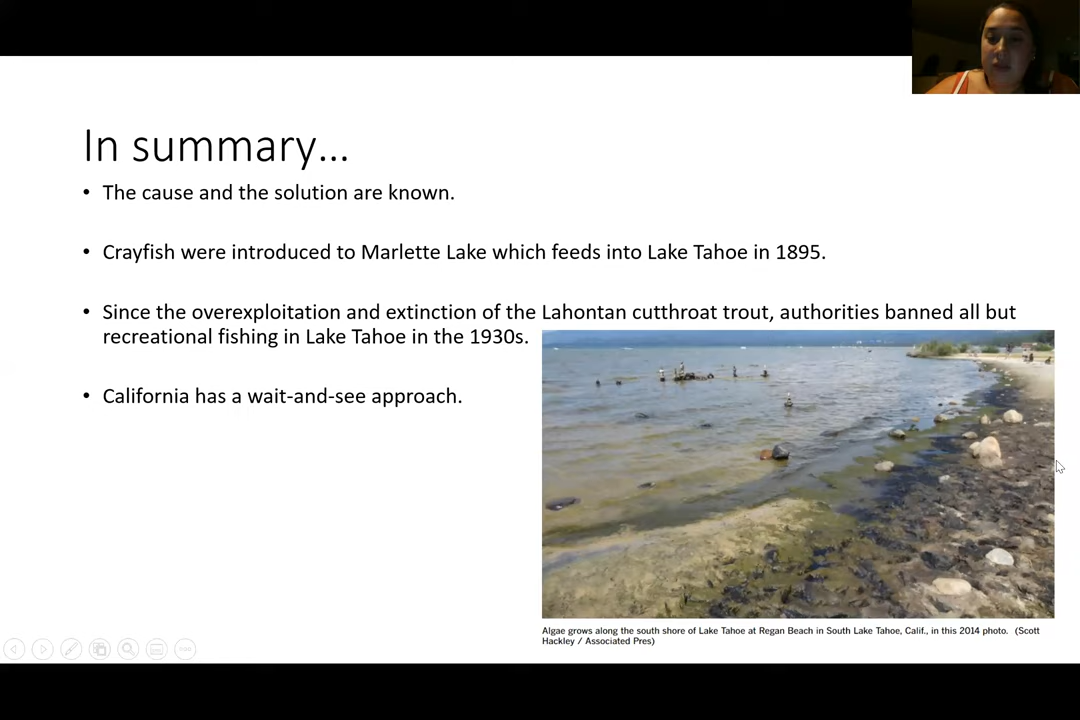 In summary…
• The cause and the solution are known.
• Crayfish were introduced to Marlette Lake which feeds into Lake Tahoe in 1895.
• Since the overexploitation and extinction of the Lahontan cutthroat trout, authorities banned all but
recreational fishing in Lake Tahoe in the 1930s.
• California has a wait-and-see approach.
Algae grows along the south shore of Lake Tahoe at Regan Beach in South Lake Tahoe, Calif., in this 2014 photo. (Scott
Hackley / Associated Pres)